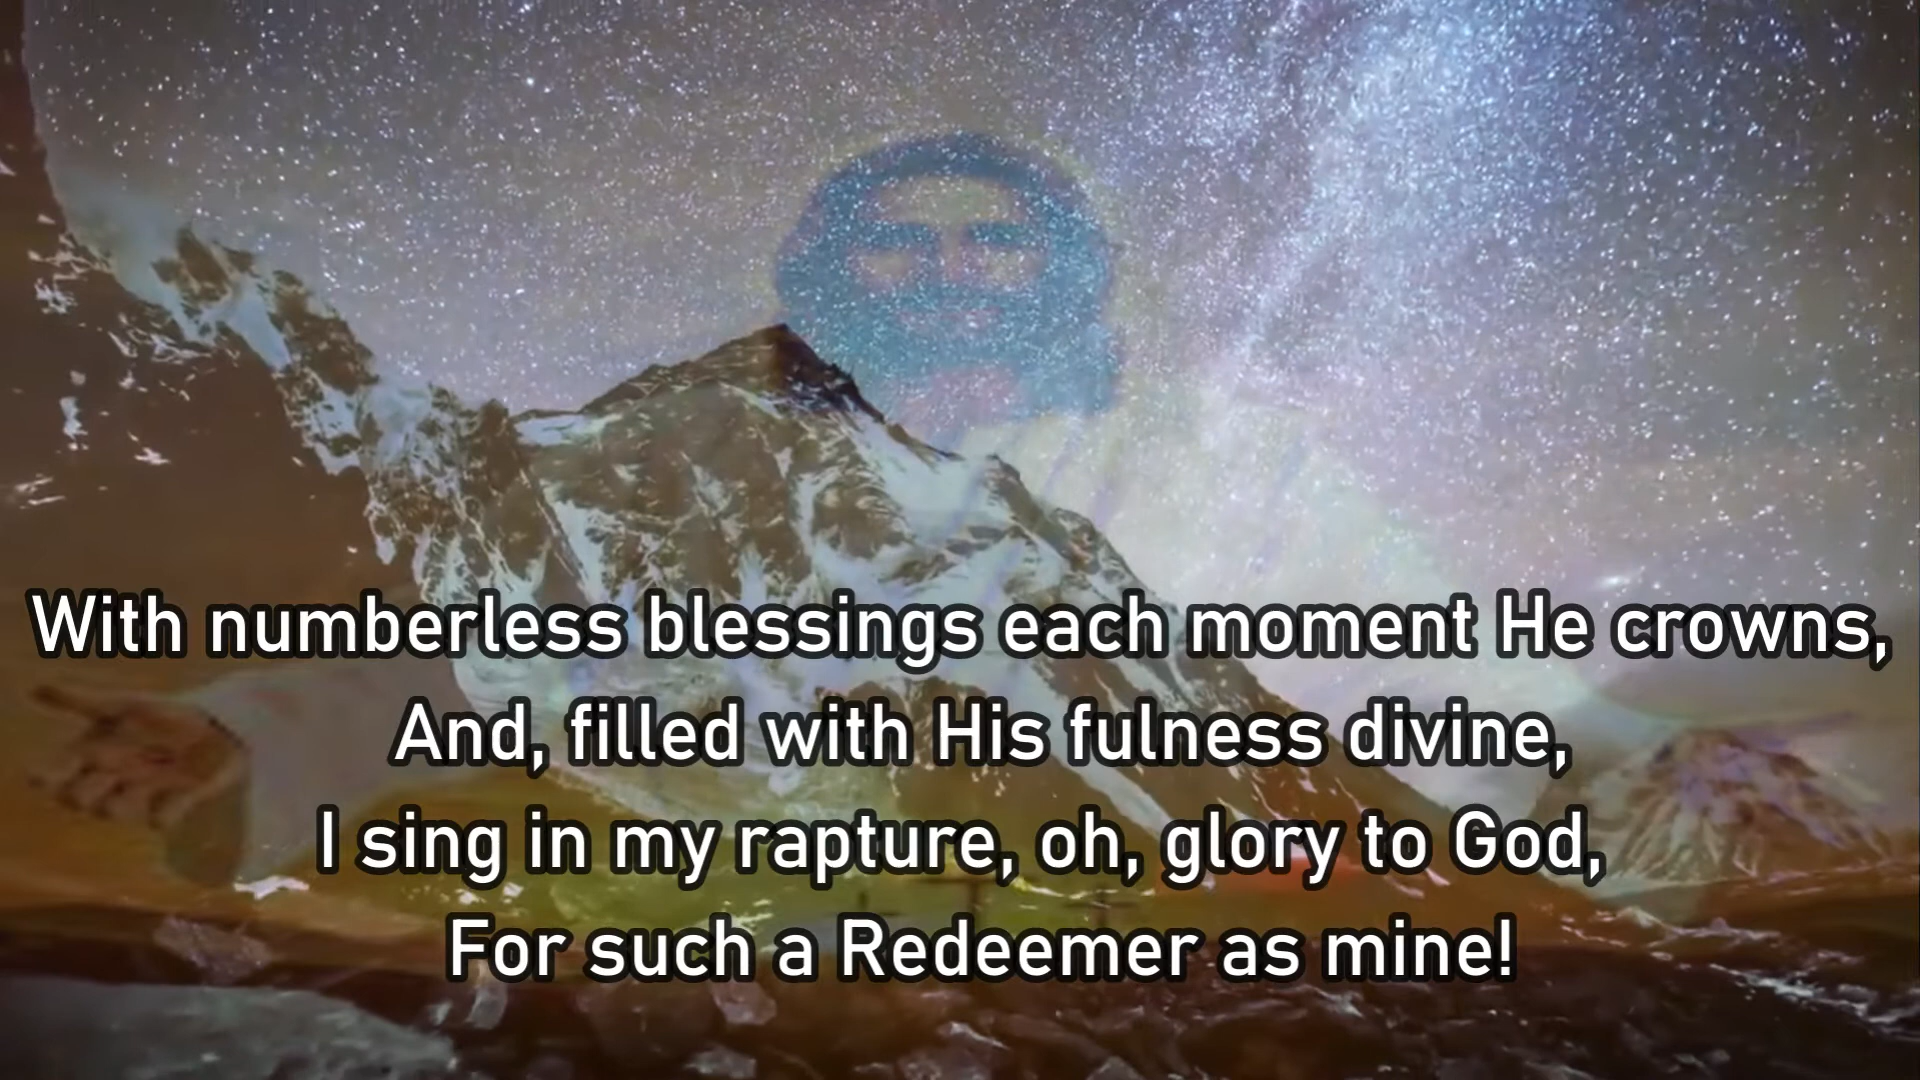 With numberless blessings each moment He crowns,
And, filled with His fulness divine,
I sing in my rapture, oh, glory to God,
For such a Redeemer as mine!